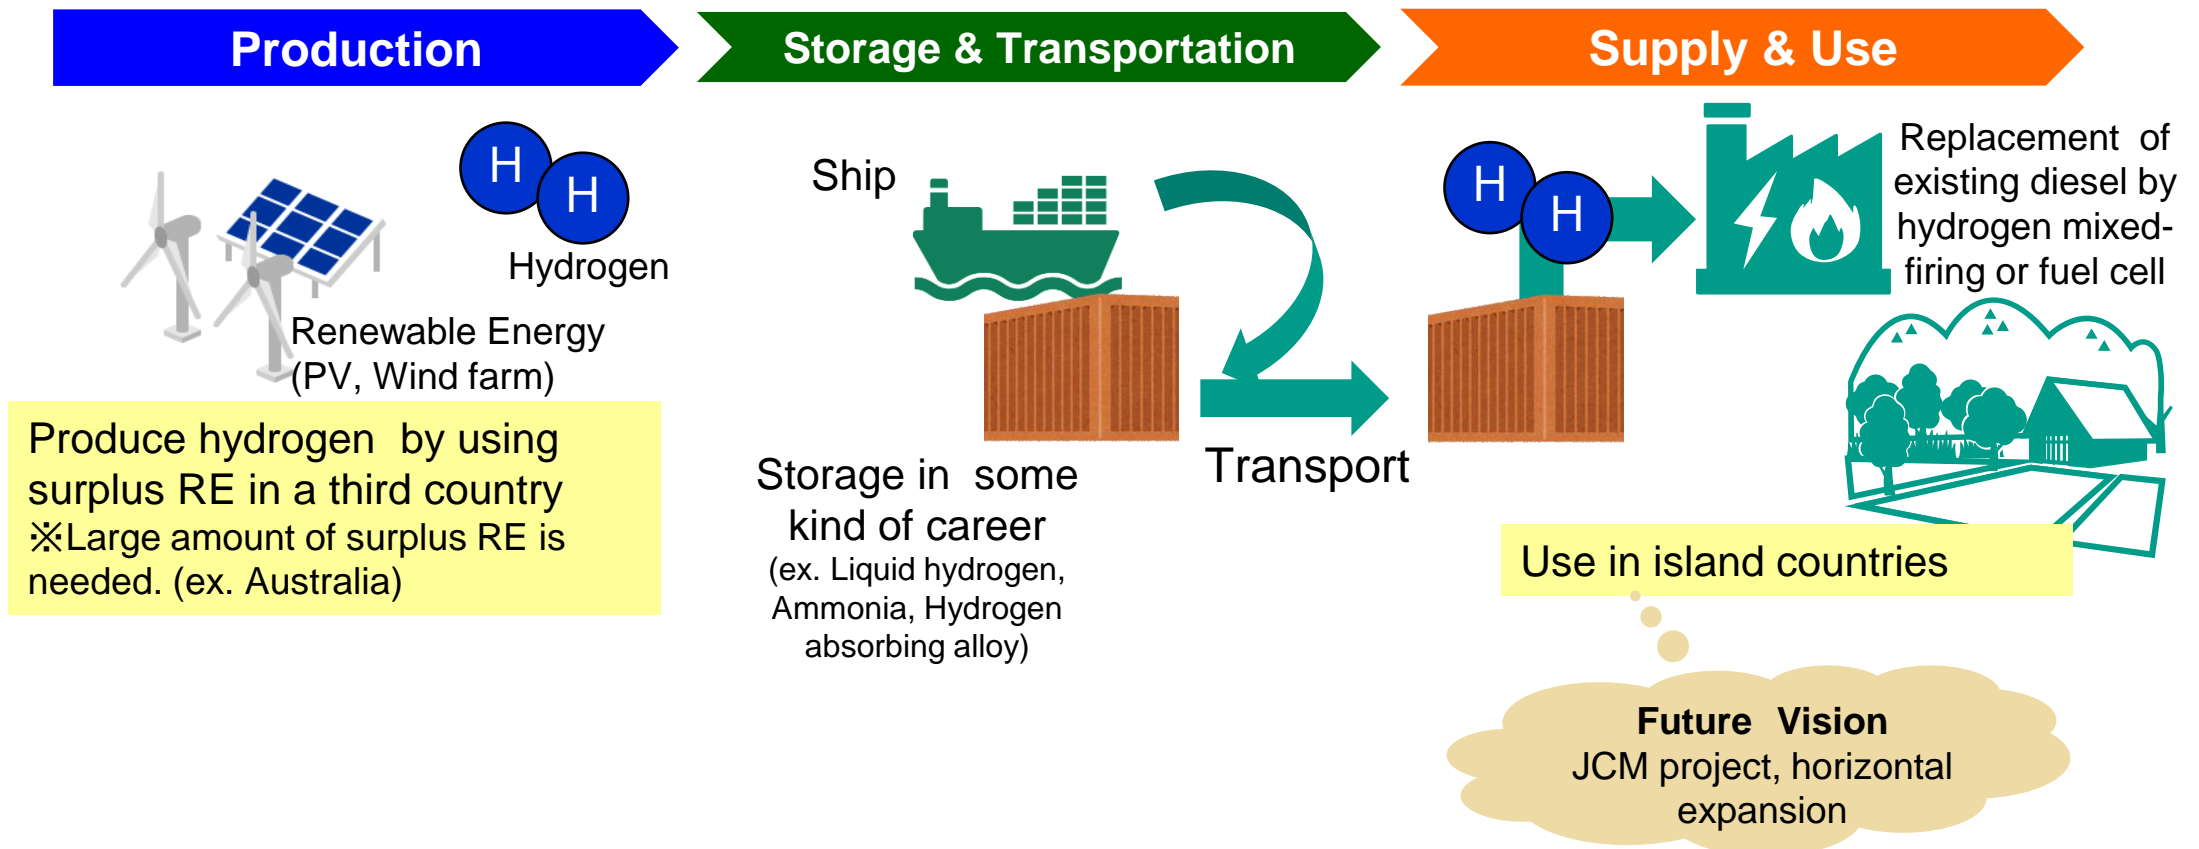 Production
Storage & Transportation
Supply & Use
H
H
Hydrogen
Renewable Energy
(PV, Wind farm)
Produce hydrogen by using
surplus RE in a third country
※Large amount of surplus RE is
needed. (ex. Australia)
Ship
Storage in some
kind of career
(ex. Liquid hydrogen,
Ammonia, Hydrogen
absorbing alloy)
Transport
H
H
Replacement of
existing diesel by
hydrogen mixed-
firing or fuel cell
Use in island countries
Future Vision
JCM project, horizontal
expansion